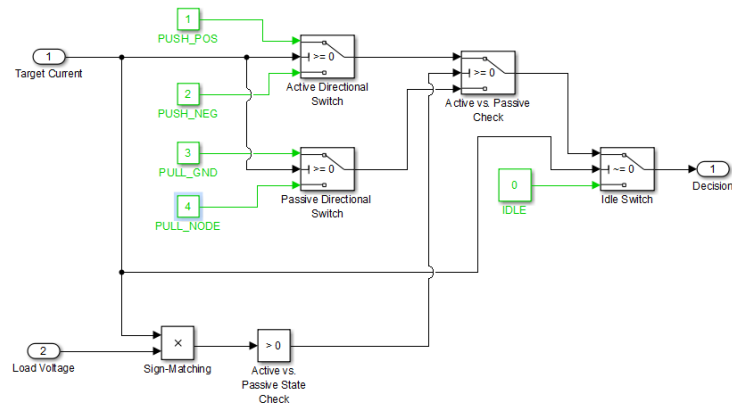 1
PUSH_POS
1
Target Current
>= 0
Active Directional
Switch
>= 0
Active vs. Passive
Check
2
PUSH_NEG
3
PULL_GND
>= 0
Passive Directional
Switch
4
PULL_NODE
0
IDLE
~= 0
Idle Switch
1
Decision
2
Load Voltage
×
Sign-Matching
> 0
Active vs.
Passive State
Check